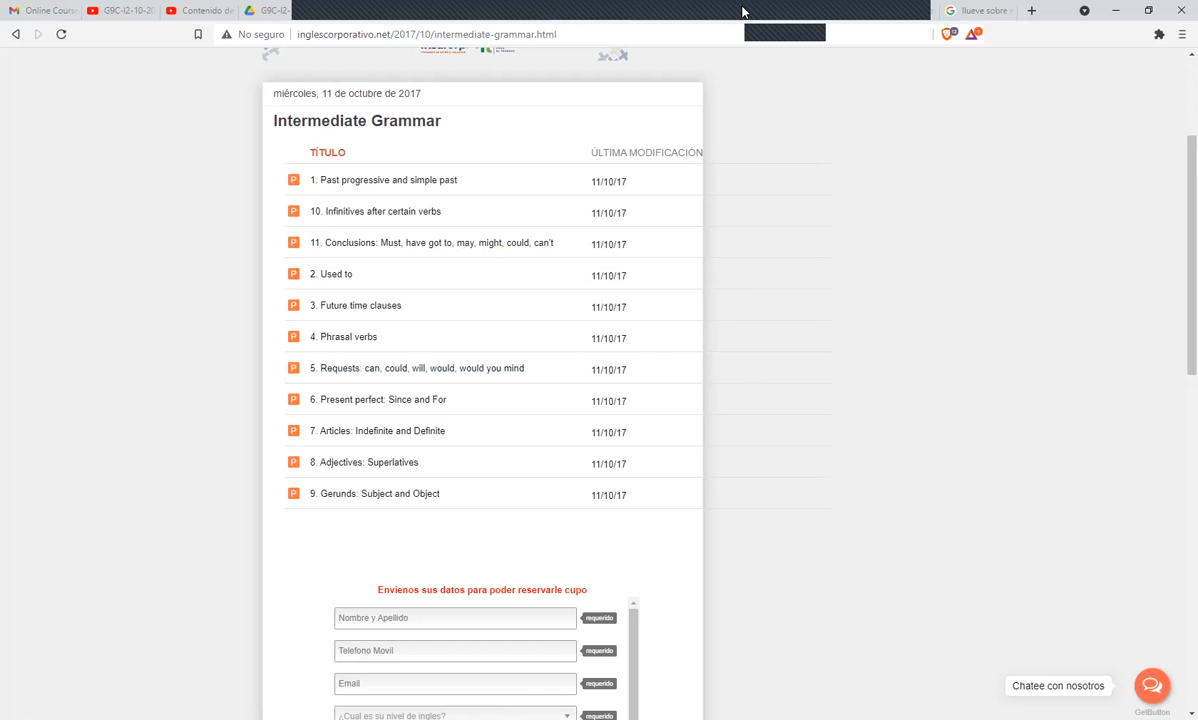 Online Cours
G9C-I2-10-20
Contenido de
G9C-I2-
llueve sobre
No seguro
inglescorporativo.net/2017/10/intermediate-grammar.html
miércoles, 11 de octubre de 2017
Intermediate Grammar
TÍTULO ÚLTIMA MODIFICACIÓN
P 1. Past progressive and simple past 11/10/17
P 10. Infinitives after certain verbs 11/10/17
P 11. Conclusions: Must, have got to, may, might, could, can't 11/10/17
P 2. Used to 11/10/17
P 3. Future time clauses 11/10/17
P 4. Phrasal verbs 11/10/17
P 5. Requests: can, could, will, would, would you mind 11/10/17
P 6. Present perfect: Since and For 11/10/17
P 7. Articles: Indefinite and Definite 11/10/17
P 8. Adjectives: Superlatives 11/10/17
P 9. Gerunds: Subject and Object 11/10/17
Envienos sus datos para poder reservarle cupo
Nombre y Apellido requerido
Telefono Movil requerido
Email requerido
¿Cual es su nivel de ingles? requerido
Chatee con nosotros
GetButton